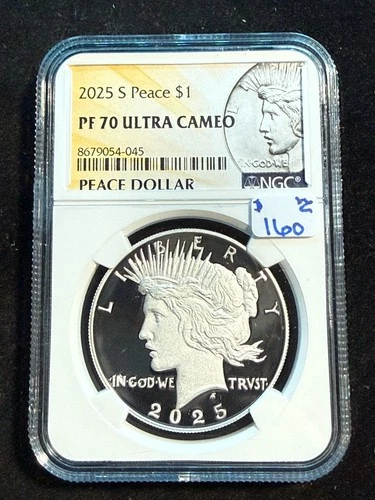 2025 S Peace $1
PF 70 ULTRA CAMEO
8679054-045
PEACE DOLLAR
IN·GOD·WE
NGC
$
160
LIBERTY
IN·GOD·WE TRVST·
2025